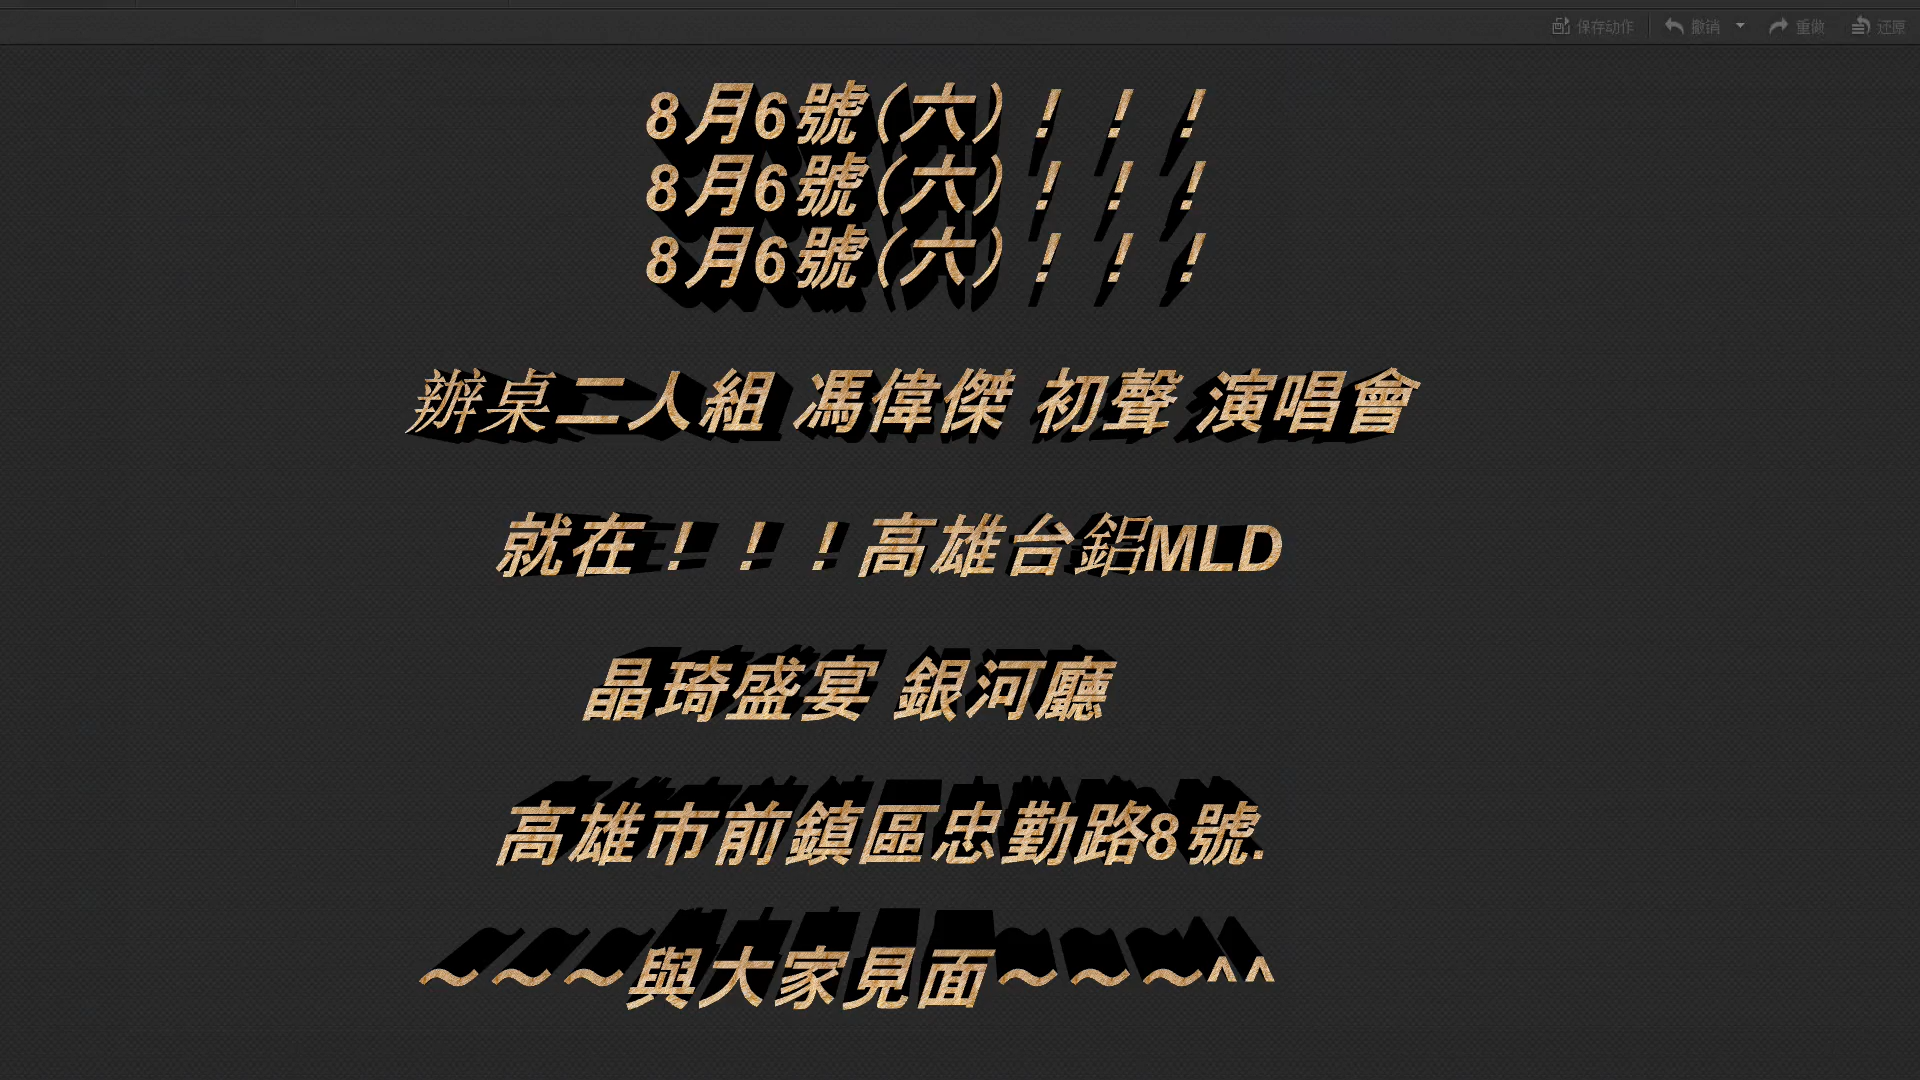 保存动作 撤销 重做 还原
8月6號(六)！！！
8月6號(六)！！！
8月6號(六)！！！
辦桌二人組 馮偉傑 初聲 演唱會
就在！！！高雄台鋁MLD
晶琦盛宴 銀河廳
高雄市前鎮區忠勤路8號.
～～～與大家見面～～～^^